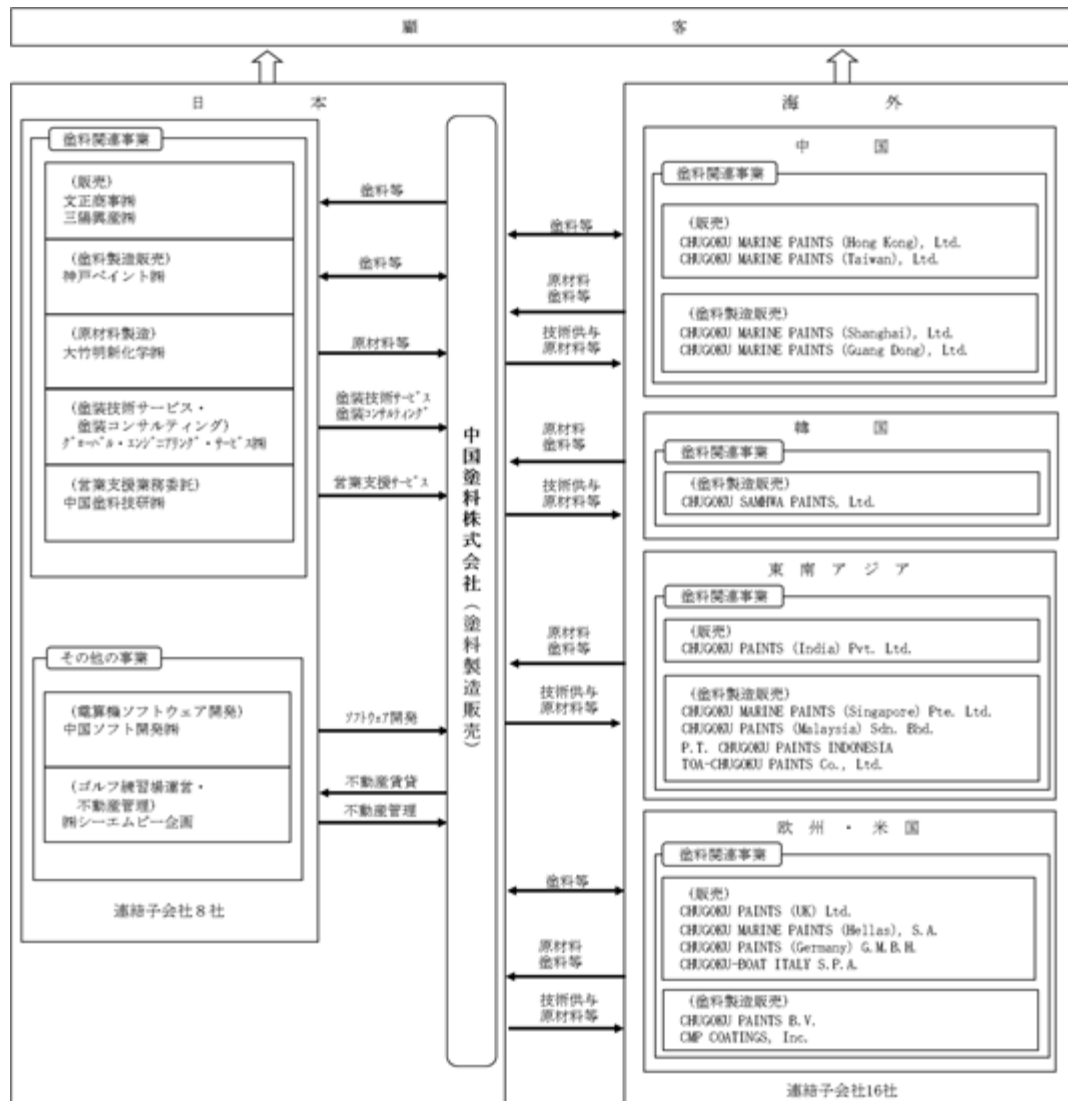 顧客
日本
塗料関連事業
(販売)
文正商事㈱
三陽興産㈱
(塗料製造販売)
神戸ペイント㈱
(原材料製造)
大竹明新化学㈱
(塗装技術サービス・
塗装コンサルティング)
グローバル・エンジニアリング・サービス㈱
(営業支援業務委託)
中国塗料技研㈱
その他の事業
(電算機ソフトウェア開発)
中国ソフト開発㈱
(ゴルフ練習場運営・
不動産管理)
㈱シーエムピー企画
連結子会社8社
塗料等
塗料等
原材料等
塗装技術サービス
塗装コンサルティング
営業支援サービス
ソフトウェア開発
不動産賃貸
不動産管理
中国塗料株式会社(塗料製造販売)
塗料等
原材料
塗料等
技術供与
原材料等
原材料
塗料等
技術供与
原材料等
原材料
塗料等
技術供与
原材料等
塗料等
原材料
塗料等
技術供与
原材料等
海外
中国
塗料関連事業
(販売)
CHUGOKU MARINE PAINTS (Hong Kong), Ltd.
CHUGOKU MARINE PAINTS (Taiwan), Ltd.
(塗料製造販売)
CHUGOKU MARINE PAINTS (Shanghai), Ltd.
CHUGOKU MARINE PAINTS (Guang Dong), Ltd.
韓国
塗料関連事業
(塗料製造販売)
CHUGOKU SAMHWA PAINTS, Ltd.
東南アジア
塗料関連事業
(販売)
CHUGOKU PAINTS (India) Pvt. Ltd.
(塗料製造販売)
CHUGOKU MARINE PAINTS (Singapore) Pte. Ltd.
CHUGOKU PAINTS (Malaysia) Sdn. Bhd.
P.T. CHUGOKU PAINTS INDONESIA
TOA-CHUGOKU PAINTS Co., Ltd.
欧州・米国
塗料関連事業
(販売)
CHUGOKU PAINTS (UK) Ltd.
CHUGOKU MARINE PAINTS (Hellas), S.A.
CHUGOKU PAINTS (Germany) G.M.B.H.
CHUGOKU-BOAT ITALY S.P.A.
(塗料製造販売)
CHUGOKU PAINTS B.V.
CMP COATINGS, Inc.
連結子会社16社